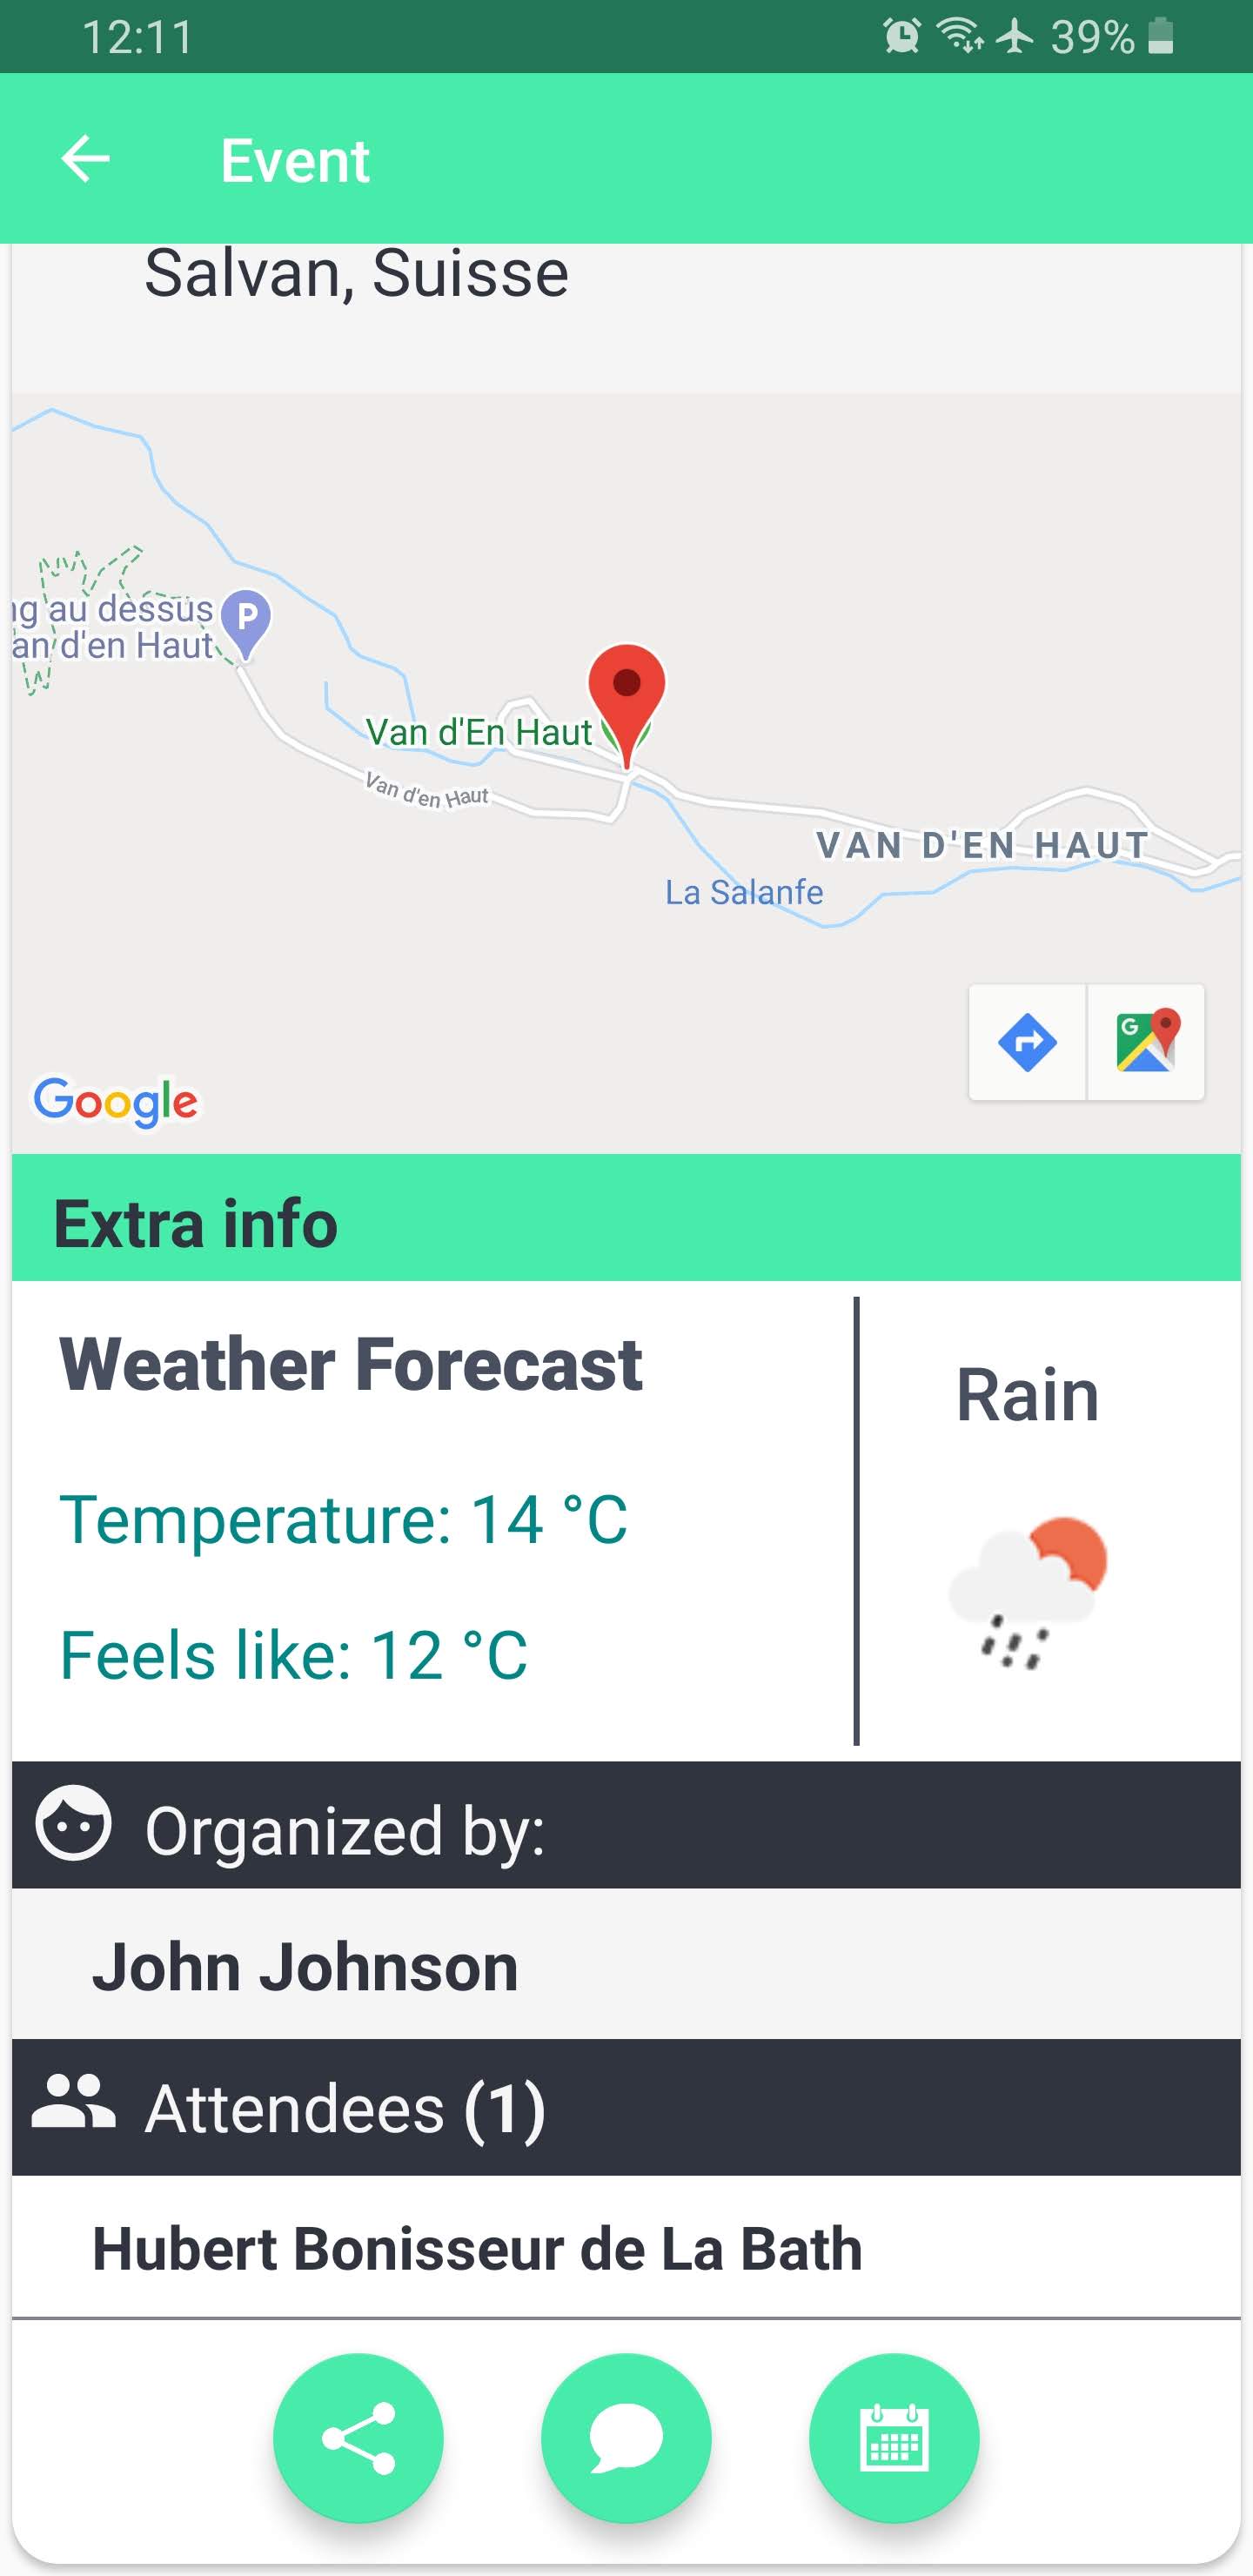 12:11
39%
Event
Salvan, Suisse
au dessus
d'en Haut
P
Van d'En Haut
Van d'en Haut
VAN D'EN HAUT
La Salanfe
G
Google
Extra info
Weather Forecast
Rain
Temperature: 14 °C
Feels like: 12 °C
Organized by:
John Johnson
Attendees (1)
Hubert Bonisseur de La Bath